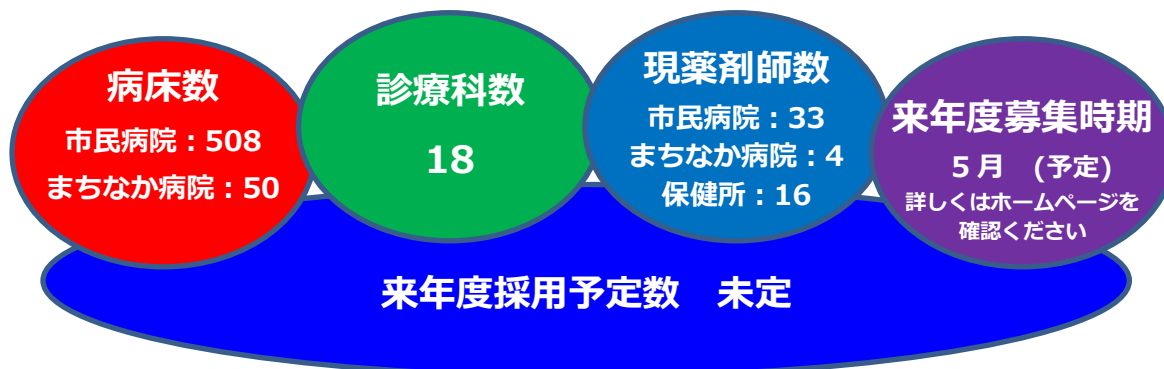 病床数
市民病院：508
まちなか病院：50
診療科数
18
現薬剤師数
市民病院：33
まちなか病院：4
保健所：16
来年度募集時期
５月　(予定)
詳しくはホームページを
確認ください
来年度採用予定数　未定